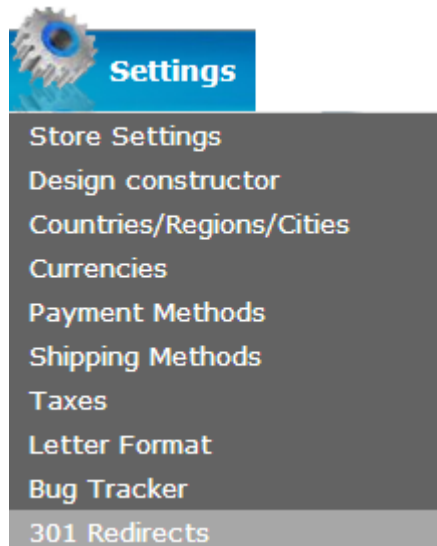 Settings
Store Settings
Design constructor
Countries/Regions/Cities
Currencies
Payment Methods
Shipping Methods
Taxes
Letter Format
Bug Tracker
301 Redirects